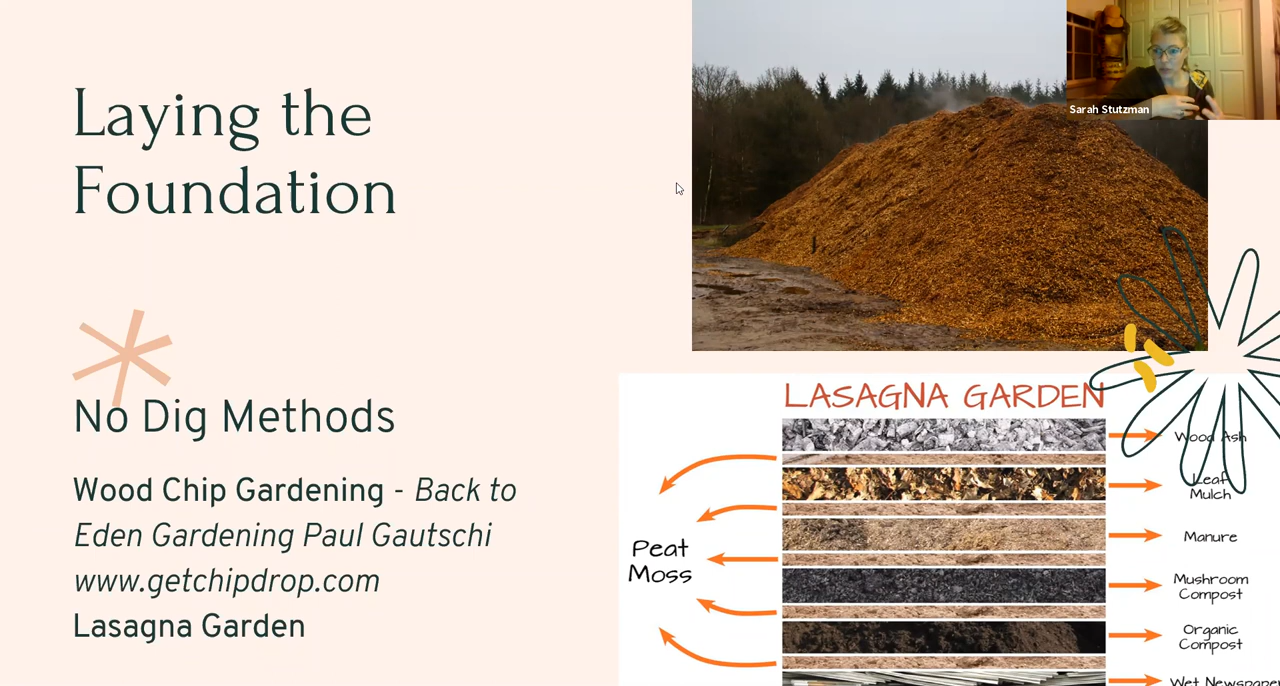 Laying the
Foundation
No Dig Methods
Wood Chip Gardening - Back to
Eden Gardening Paul Gautschi
www.getchipdrop.com
Lasagna Garden
Sarah Stutzman
LASAGNA GARDEN
Peat
Moss
Wood Ash
Leaf
Mulch
Manure
Mushroom
Compost
Organic
Compost
Wet Newspaper